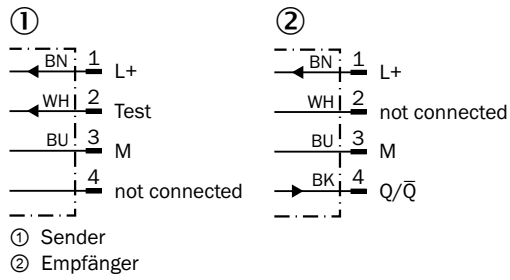 ① ②
BN 1 L+
WH 2 Test
BU 3 M
4 not connected
BN 1 L+
WH 2 not connected
BU 3 M
BK 4 Q/Q̅
① Sender
② Empfänger